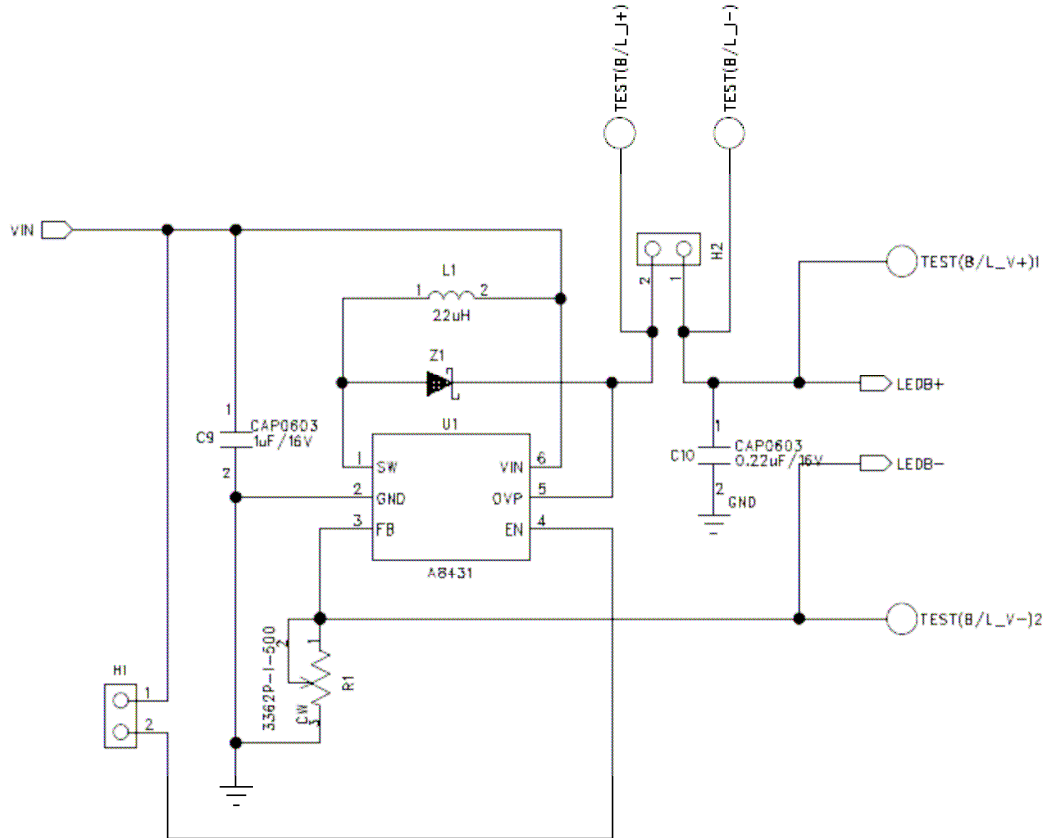 TEST(B/L_I+)
TEST(B/L_I-)
VIN
H2
2
1
TEST(B/L_V+)1
L1
1
2
22uH
Z1
LEDB+
U1
C9
1
CAP0603
1uF/16V
2
1
SW
VIN
6
2
GND
OVP
5
3
FB
EN
4
A8431
C10
1
CAP0603
0.22uF/16V
2
GND
LEDB-
TEST(B/L_V-)2
3362P-1-500
2
1
CW
3
R1
H1
1
2